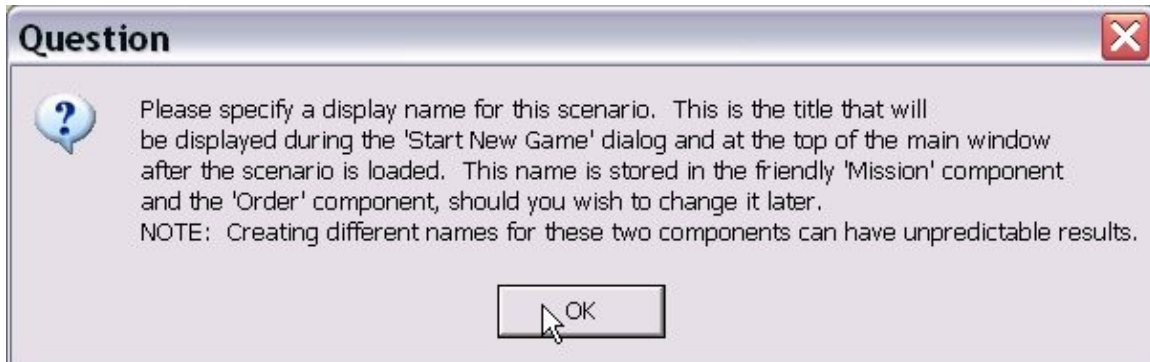 Question
Please specify a display name for this scenario.  This is the title that will
be displayed during the 'Start New Game' dialog and at the top of the main window
after the scenario is loaded.  This name is stored in the friendly 'Mission' component
and the 'Order' component, should you wish to change it later.
NOTE:  Creating different names for these two components can have unpredictable results.
OK